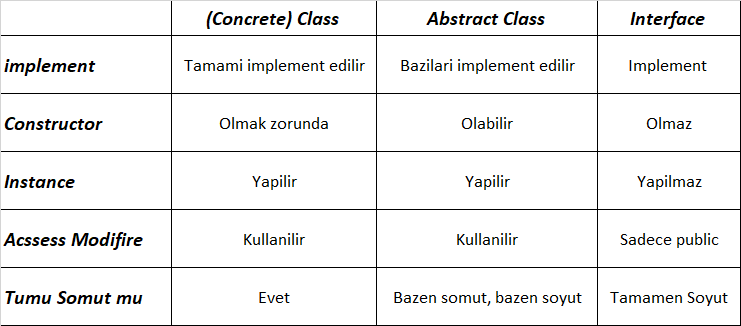 (Concrete) Class Abstract Class Interface
implement Tamami implement edilir Bazilari implement edilir Implement
Constructor Olmak zorunda Olabilir Olmaz
Instance Yapilir Yapilir Yapilmaz
Acssess Modifire Kullanilir Kullanilir Sadece public
Tumu Somut mu Evet Bazen somut, bazen soyut Tamamen Soyut